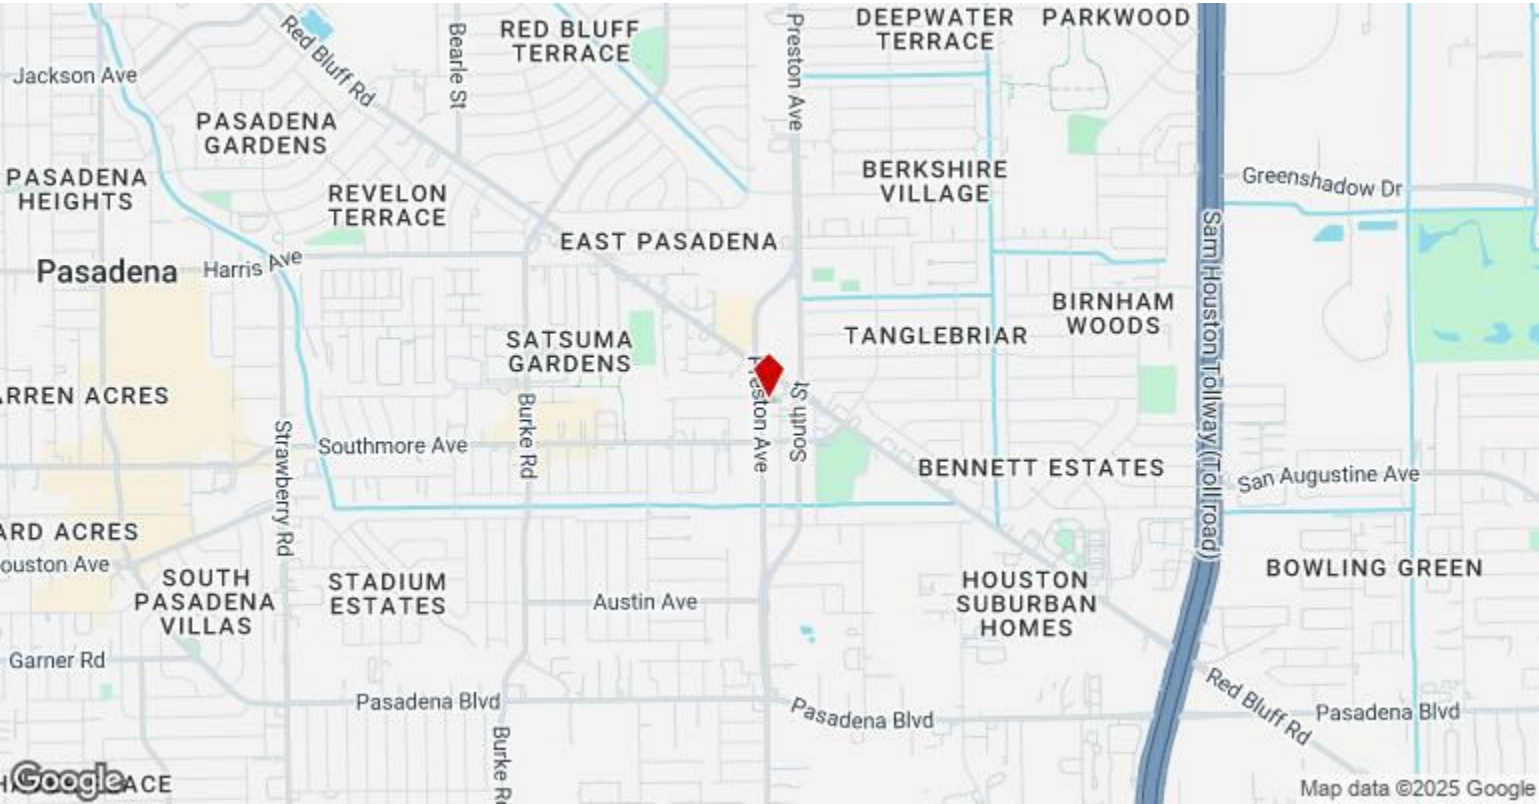 RED BLUFF
TERRACE
DEEPWATER
TERRACE
PARKWOOD
Red Bluff Rd
Bearle St
Preston Ave
Jackson Ave
PASADENA
GARDENS
PASADENA
HEIGHTS
REVELON
TERRACE
BERKSHIRE
VILLAGE
Greenshadow Dr
EAST PASADENA
Pasadena
Harris Ave
Sam Houston Tollway (Toll road)
BIRNHAM
WOODS
SATSUMA
GARDENS
TANGLEBRIAR
RREN ACRES
Preston Ave
South St
Burke Rd
Strawberry Rd
Southmore Ave
BENNETT ESTATES
San Augustine Ave
ARD ACRES
ouston Ave
SOUTH
PASADENA
VILLAS
STADIUM
ESTATES
Austin Ave
HOUSTON
SUBURBAN
HOMES
BOWLING GREEN
Garner Rd
Pasadena Blvd
Pasadena Blvd
Red Bluff Rd
Pasadena Blvd
Burke R
Google
ACE
Map data ©2025 Google